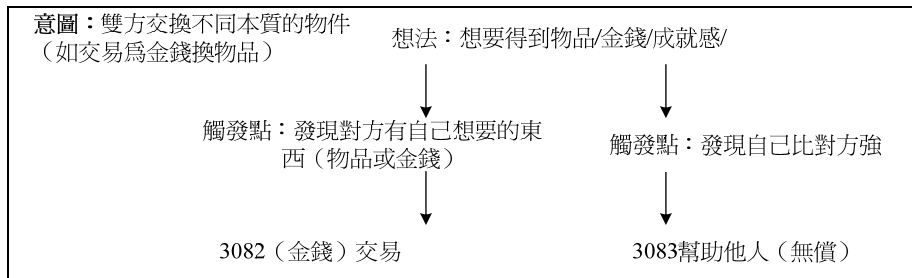 意圖：雙方交換不同本質的物件
（如交易為金錢換物品）
想法：想要得到物品/金錢/成就感/
觸發點：發現對方有自己想要的東
西（物品或金錢）
觸發點：發現自己比對方強
3082（金錢）交易
3083幫助他人（無償）